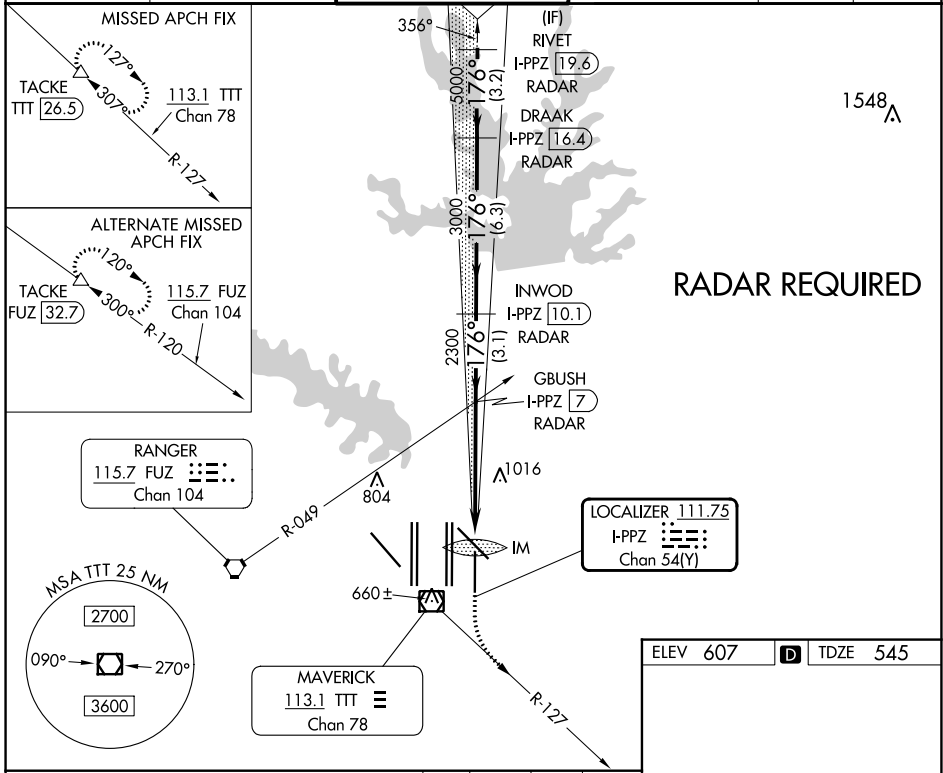 MISSED APCH FIX
TACKE
TTT 26.5
127°
307°
113.1 TTT
Chan 78
R-127
ALTERNATE MISSED
APCH FIX
TACKE
FUZ 32.7
120°
300°
115.7 FUZ
Chan 104
R-120
356°
(IF)
RIVET
I-PPZ 19.6
RADAR
5000
176°
(3.2)
DRAAK
I-PPZ 16.4
RADAR
1548
3000
176°
(6.3)
RADAR REQUIRED
INWOD
I-PPZ 10.1
RADAR
2300
176°
(3.1)
GBUSH
I-PPZ 7
RADAR
RANGER
115.7 FUZ
Chan 104
R-049
804
1016
LOCALIZER 111.75
I-PPZ
Chan 54(Y)
IM
MSA TTT 25 NM
2700
090°
270°
3600
660±
MAVERICK
113.1 TTT
Chan 78
R-127
ELEV 607 D TDZE 545